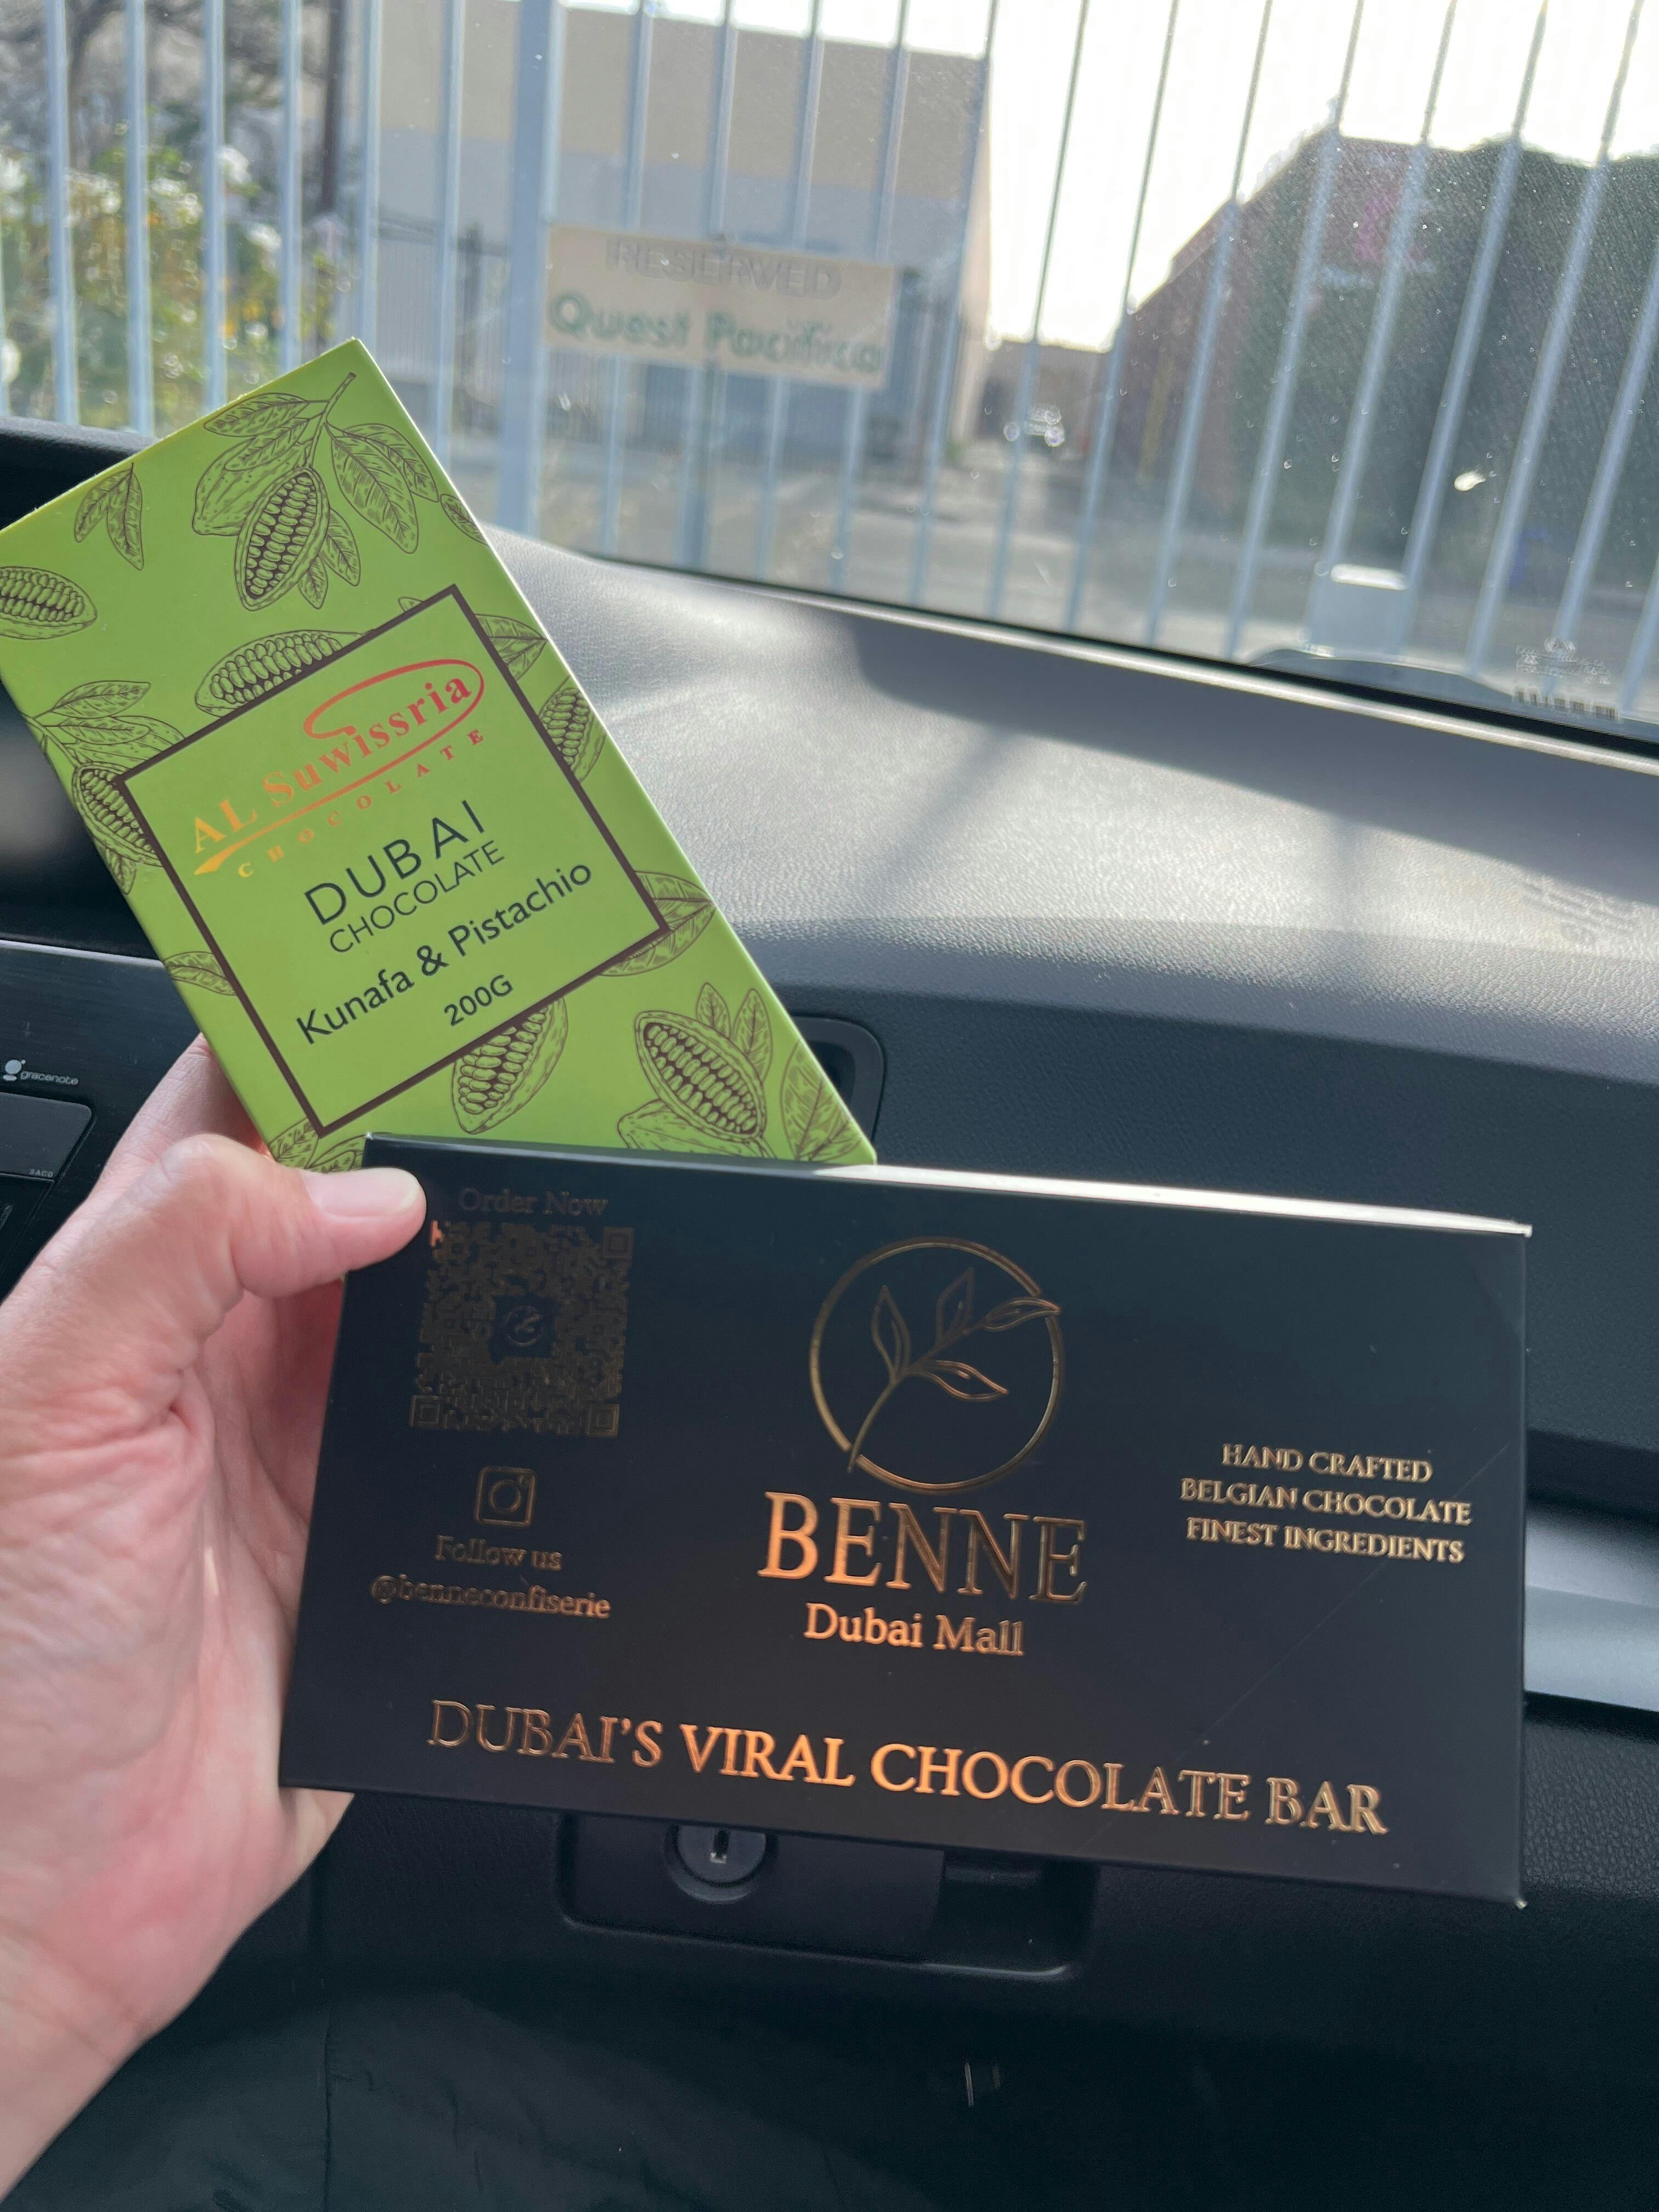 RESERVED
Quest Pacifica
AL Suwissria
CHOCOLATE
DUBAI
CHOCOLATE
Kunafa & Pistachio
200G
gracenote
Order Now
Follow us
@benneconfiserie
BENNE
Dubai Mall
HAND CRAFTED
BELGIAN CHOCOLATE
FINEST INGREDIENTS
DUBAI'S VIRAL CHOCOLATE BAR